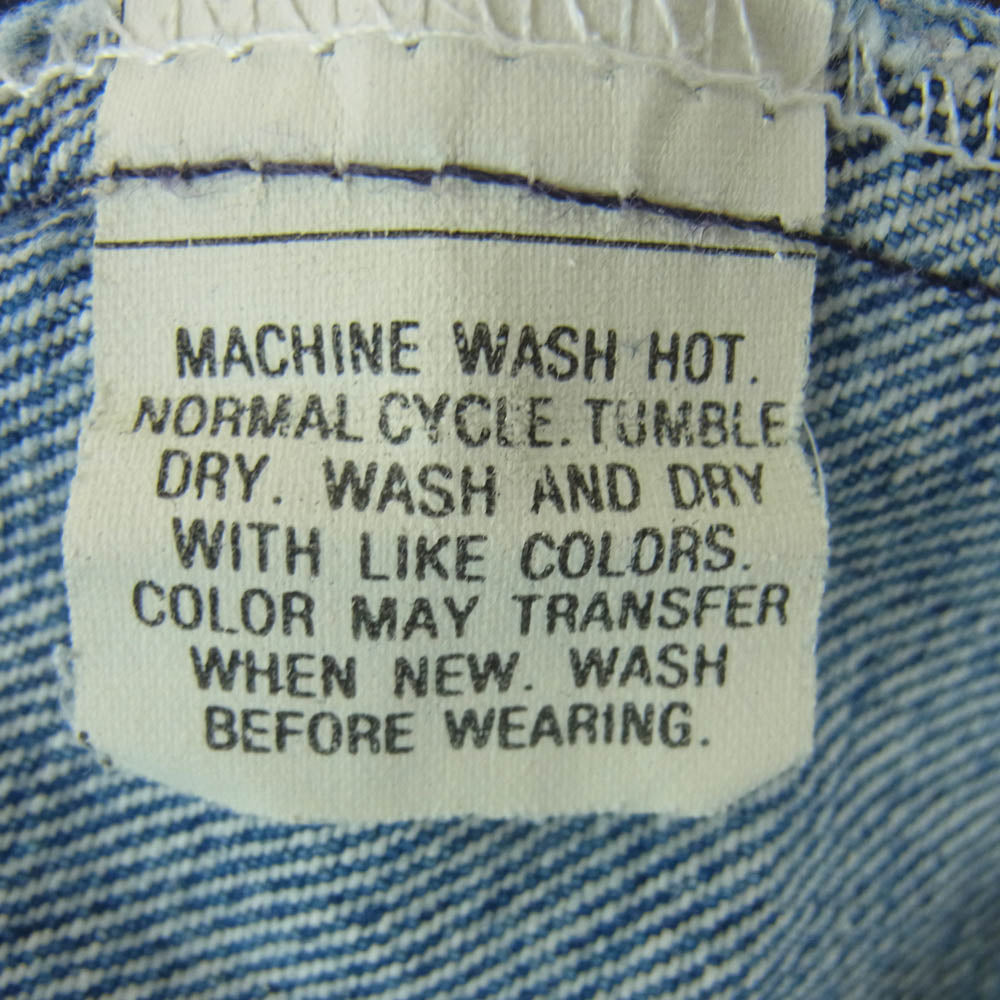 MACHINE WASH HOT.
NORMAL CYCLE. TUMBLE
DRY. WASH AND DRY
WITH LIKE COLORS.
COLOR MAY TRANSFER
WHEN NEW. WASH
BEFORE WEARING.